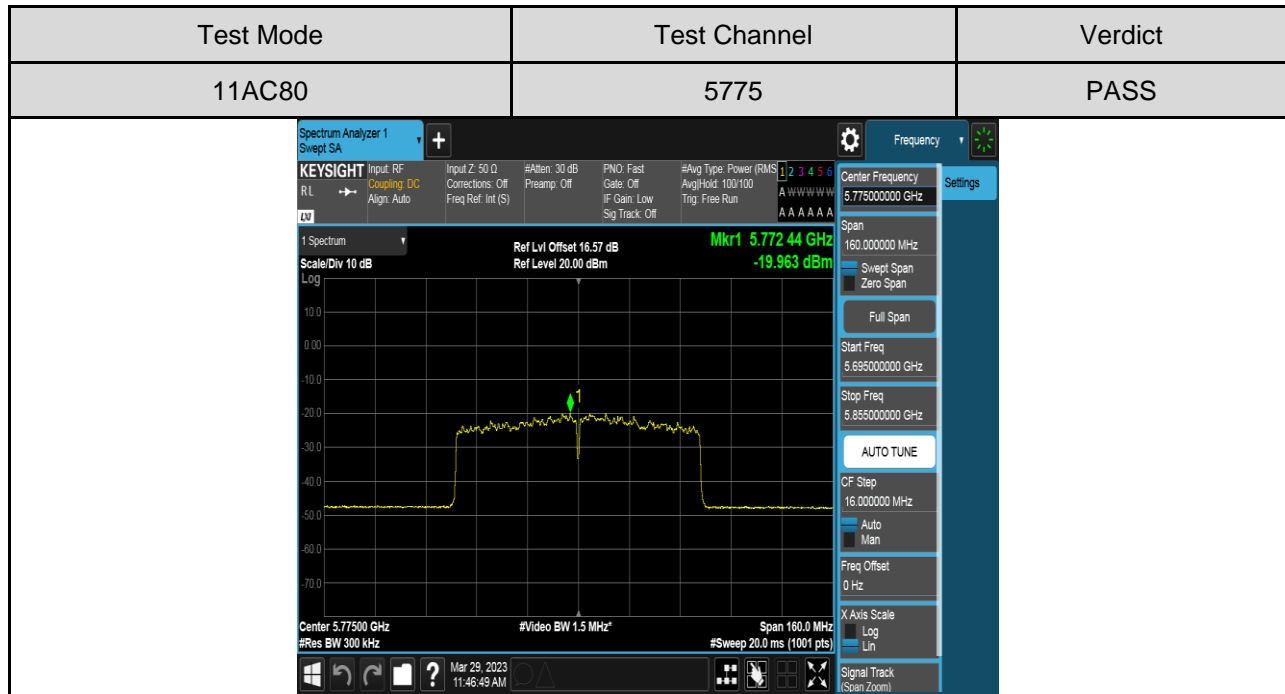 Test Mode Test Channel Verdict
11AC80 5775 PASS
Spectrum Analyzer 1
Swept SA
+
Frequency
KEYSIGHT Input: RF Input Z: 50 Ω #Atten: 30 dB PNO: Fast #Avg Type: Power (RMS 1 2 3 4 5 6
RL Coupling: DC Corrections: Off Preamp: Off Gate: Off Avg|Hold: 100/100 A W W W W W
Align: Auto Freq Ref: Int (S) IF Gain: Low Trig: Free Run
LXI Sig Track: Off A A A A A A
1 Spectrum Ref Lvl Offset 16.57 dB Mkr1 5.772 44 GHz
Scale/Div 10 dB Ref Level 20.00 dBm -19.963 dBm
Log
10.0
0.00
-10.0
1
-20.0
-30.0
-40.0
-50.0
-60.0
-70.0
Center 5.77500 GHz #Video BW 1.5 MHz* Span 160.0 MHz
#Res BW 300 kHz #Sweep 20.0 ms (1001 pts)
Center Frequency
5.775000000 GHz
Settings
Span
160.000000 MHz
Swept Span
Zero Span
Full Span
Start Freq
5.695000000 GHz
Stop Freq
5.855000000 GHz
AUTO TUNE
CF Step
16.000000 MHz
Auto
Man
Freq Offset
0 Hz
X Axis Scale
Log
Lin
Signal Track
(Span Zoom)
? Mar 29, 2023
11:46:49 AM